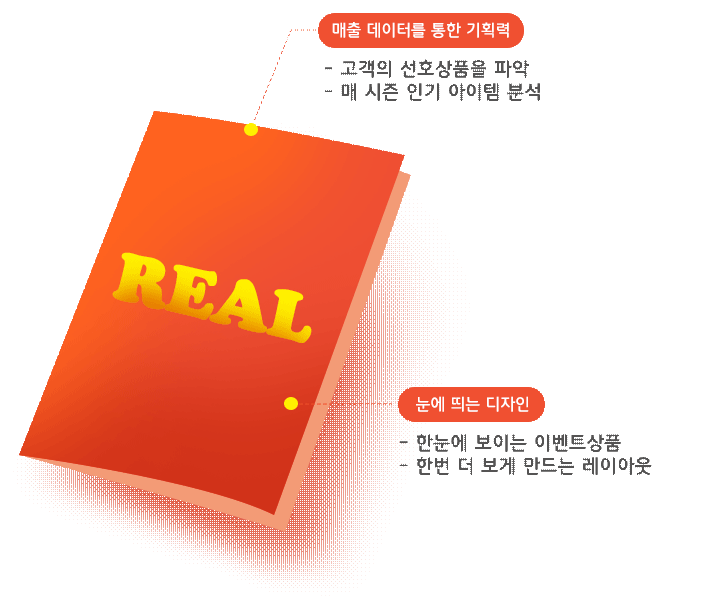 매출 데이터를 통한 기획력
- 고객의 선호상품을 파악
- 매 시즌 인기 아이템 분석
REAL
눈에 띄는 디자인
- 한눈에 보이는 이벤트상품
- 한번 더 보게 만드는 레이아웃